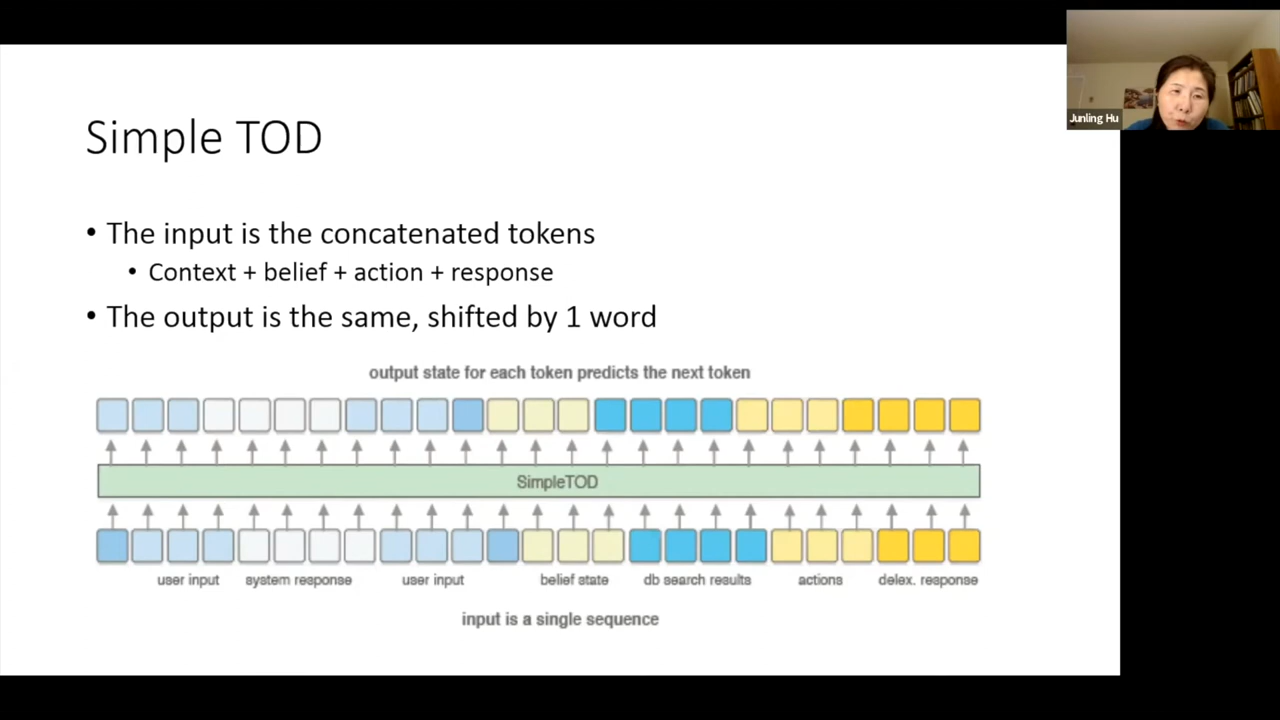 Junling Hu
Simple TOD
• The input is the concatenated tokens
• Context + belief + action + response
• The output is the same, shifted by 1 word
output state for each token predicts the next token
SimpleTOD
user input system response user input belief state db search results actions delex. response
input is a single sequence